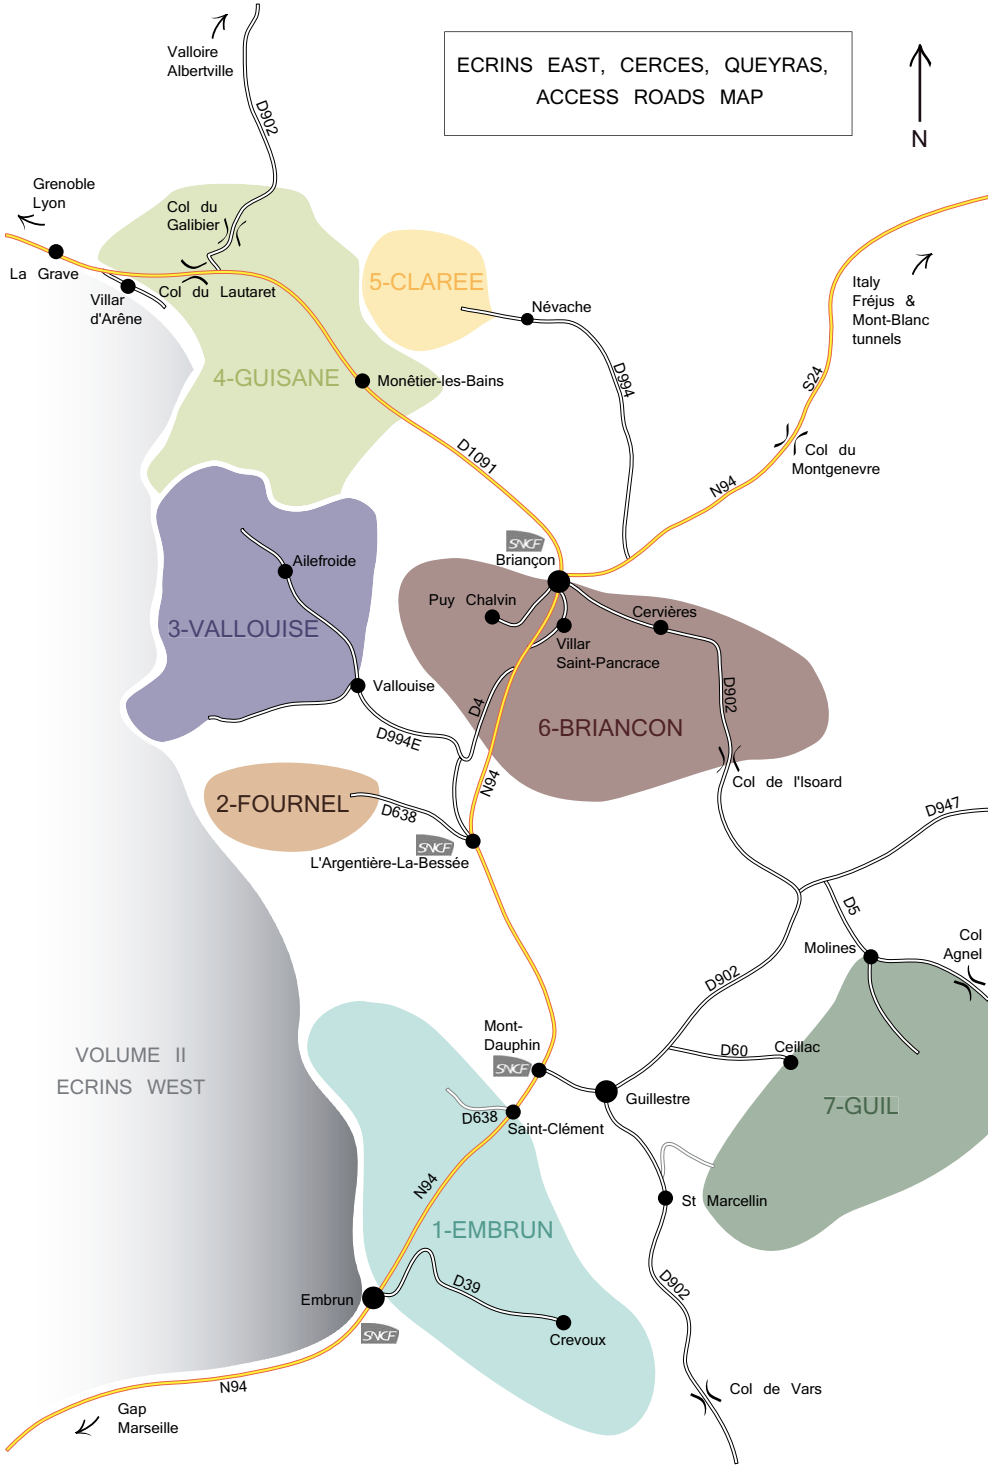 Valloire
Albertville
ECRINS EAST, CERCES, QUEYRAS,
ACCESS ROADS MAP
N
D902
Grenoble
Lyon
Col du
Galibier
La Grave
Villar
d'Arêne
Col du Lautaret
5-CLAREE
Névache
Italy
Fréjus &
Mont-Blanc
tunnels
4-GUISANE
Monêtier-les-Bains
D994
S24
D1091
Col du
Montgenevre
N94
SNCF
Briançon
Ailefroide
Puy Chalvin
Cervières
3-VALLOUISE
Villar
Saint-Pancrace
Vallouise
D902
D4
D994E
6-BRIANCON
N94
Col de l'Isoard
2-FOURNEL
D638
D947
SNCF
L'Argentière-La-Bessée
D5
Molines
Col
Agnel
D902
Mont-
Dauphin
SNCF
D60
Ceillac
VOLUME II
ECRINS WEST
Guillestre
7-GUIL
D638
Saint-Clément
N94
St Marcellin
1-EMBRUN
D39
D902
Embrun
SNCF
Crevoux
N94
Col de Vars
Gap
Marseille